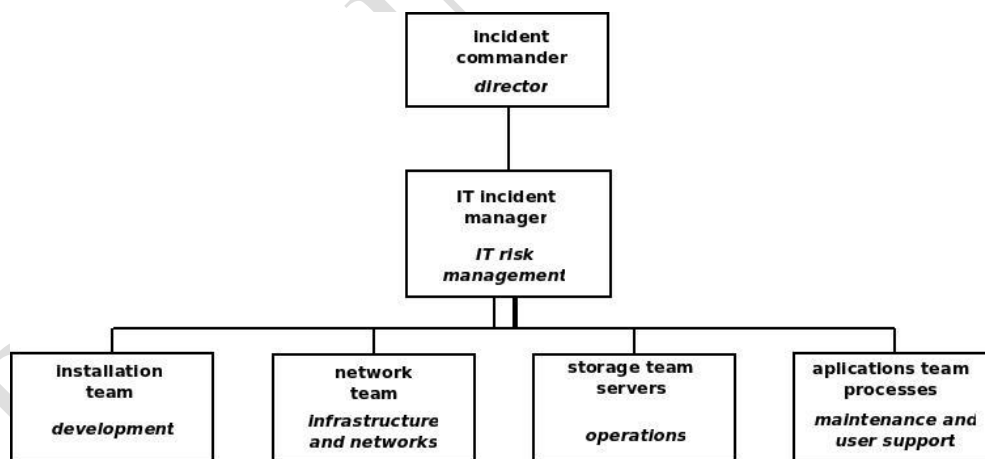 incident
commander
director
IT incident
manager
IT risk
management
installation
team
development
network
team
infrastructure
and networks
storage team
servers
operations
aplications team
processes
maintenance and
user support